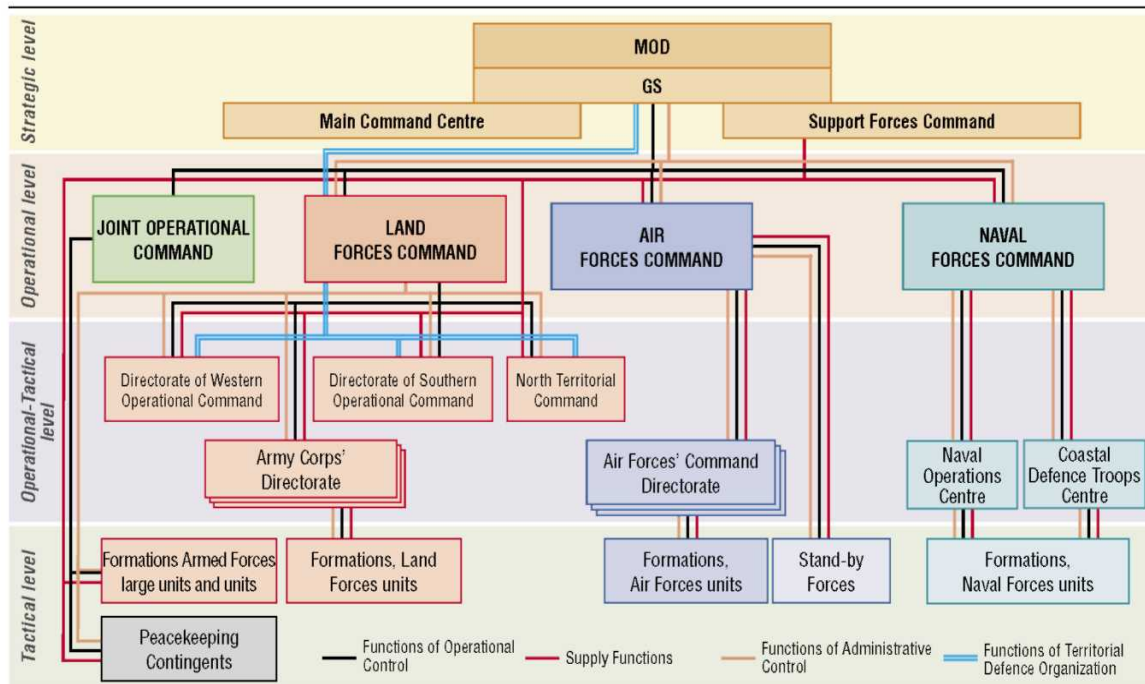 Strategic level
MOD
GS
Main Command Centre
Support Forces Command
Operational level
JOINT OPERATIONAL
COMMAND
LAND
FORCES COMMAND
AIR
FORCES COMMAND
NAVAL
FORCES COMMAND
Operational-Tactical
level
Directorate of Western
Operational Command
Directorate of Southern
Operational Command
North Territorial
Command
Army Corps'
Directorate
Air Forces' Command
Directorate
Naval
Operations
Centre
Coastal
Defence Troops
Centre
Tactical level
Formations Armed Forces
large units and units
Formations, Land
Forces units
Formations,
Air Forces units
Stand-by
Forces
Formations,
Naval Forces units
Peacekeeping
Contingents
Functions of Operational
Control
Supply Functions
Functions of Administrative
Control
Functions of Territorial
Defence Organization